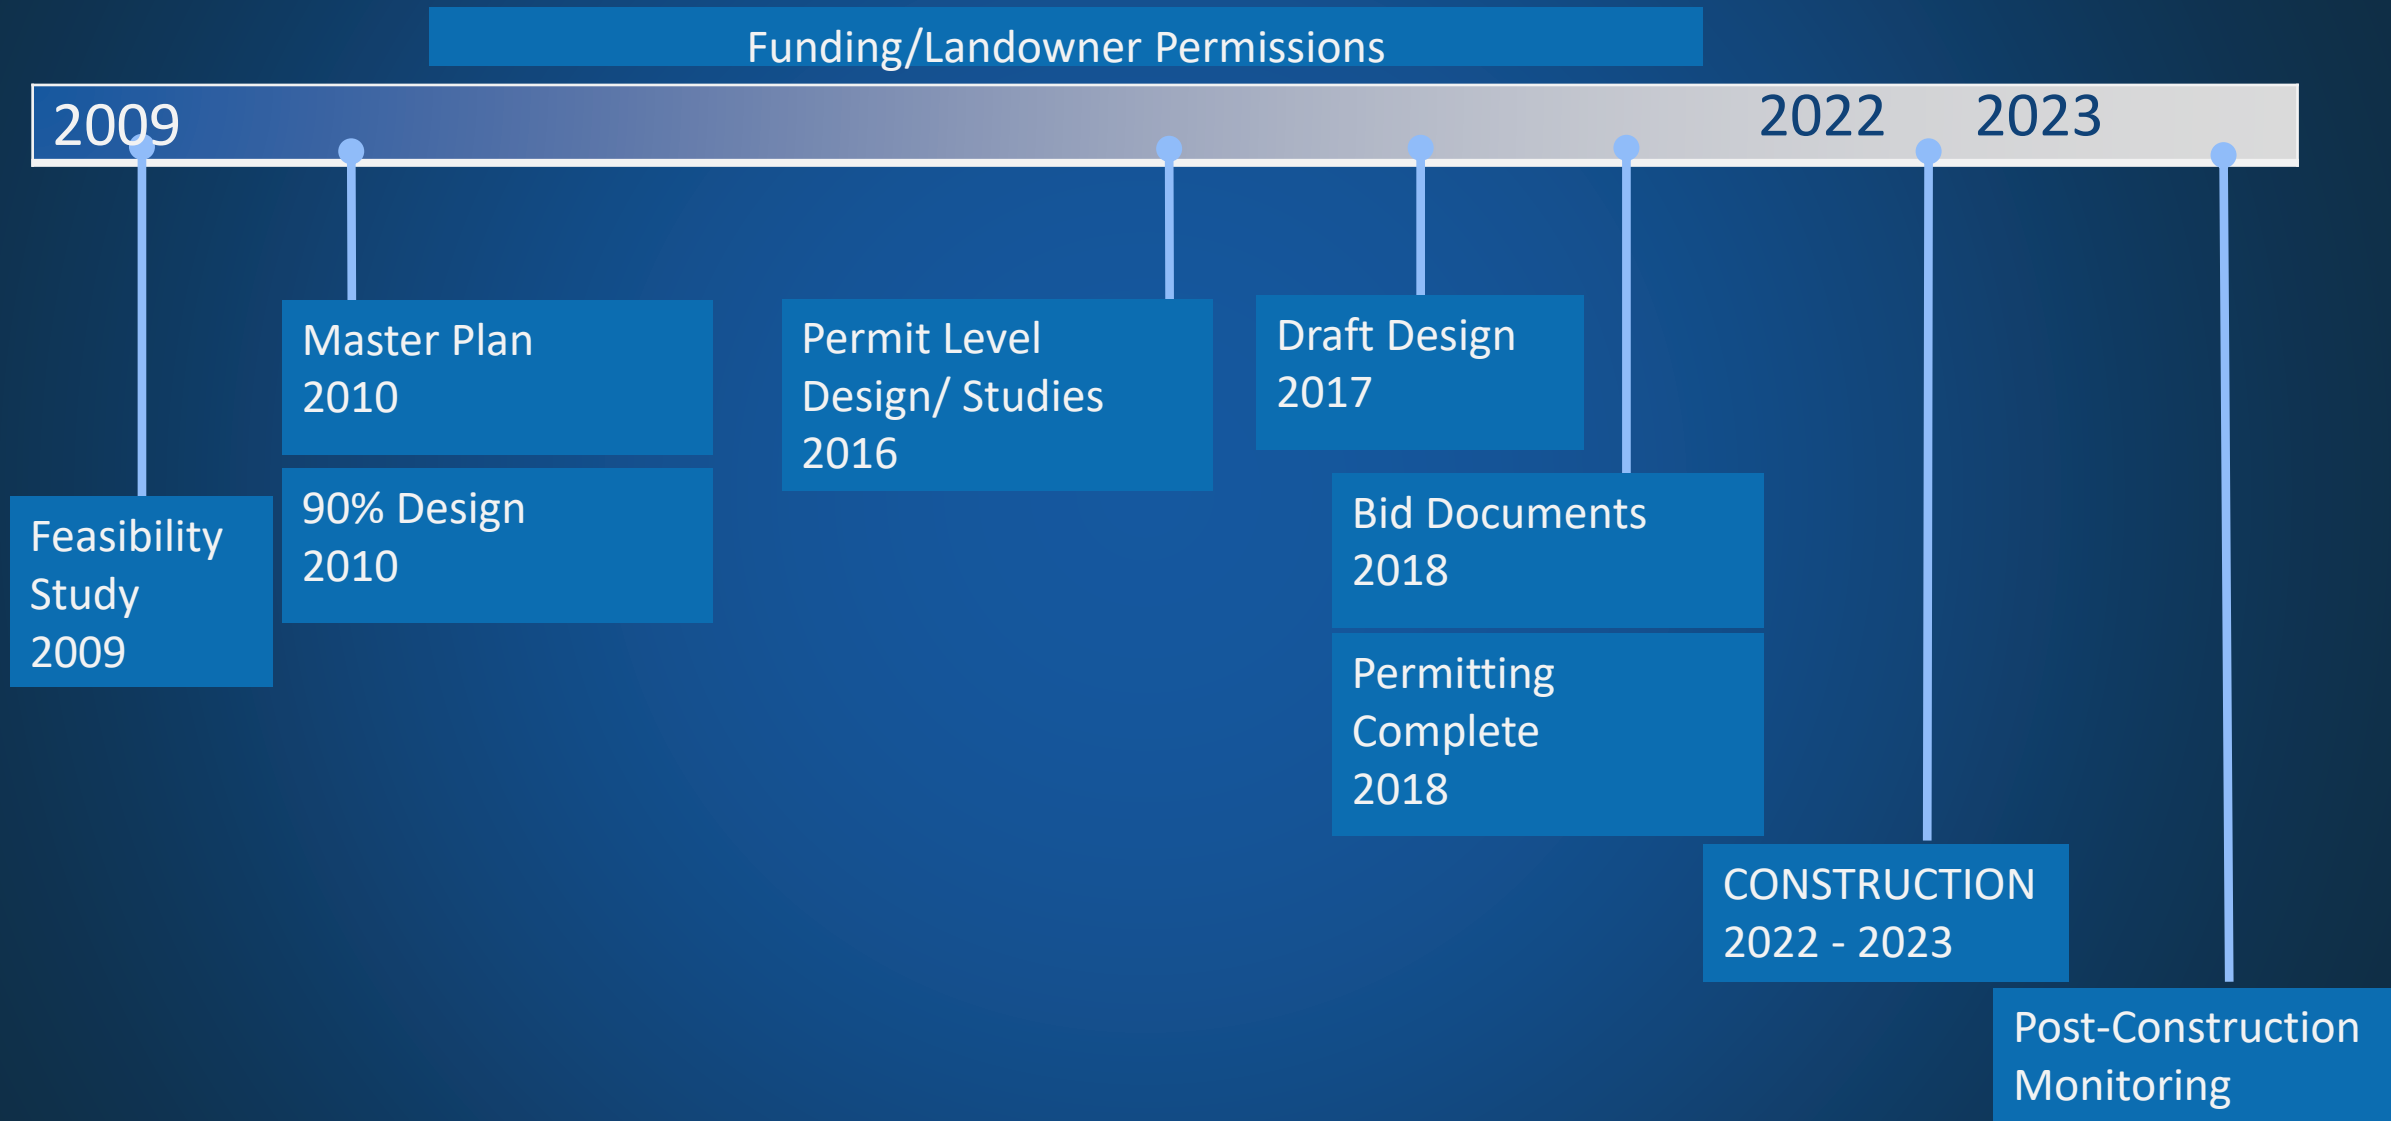 Funding/Landowner Permissions
2009
2022
2023
Master Plan
2010
90% Design
2010
Feasibility
Study
2009
Permit Level
Design/ Studies
2016
Draft Design
2017
Bid Documents
2018
Permitting
Complete
2018
CONSTRUCTION
2022 - 2023
Post-Construction
Monitoring